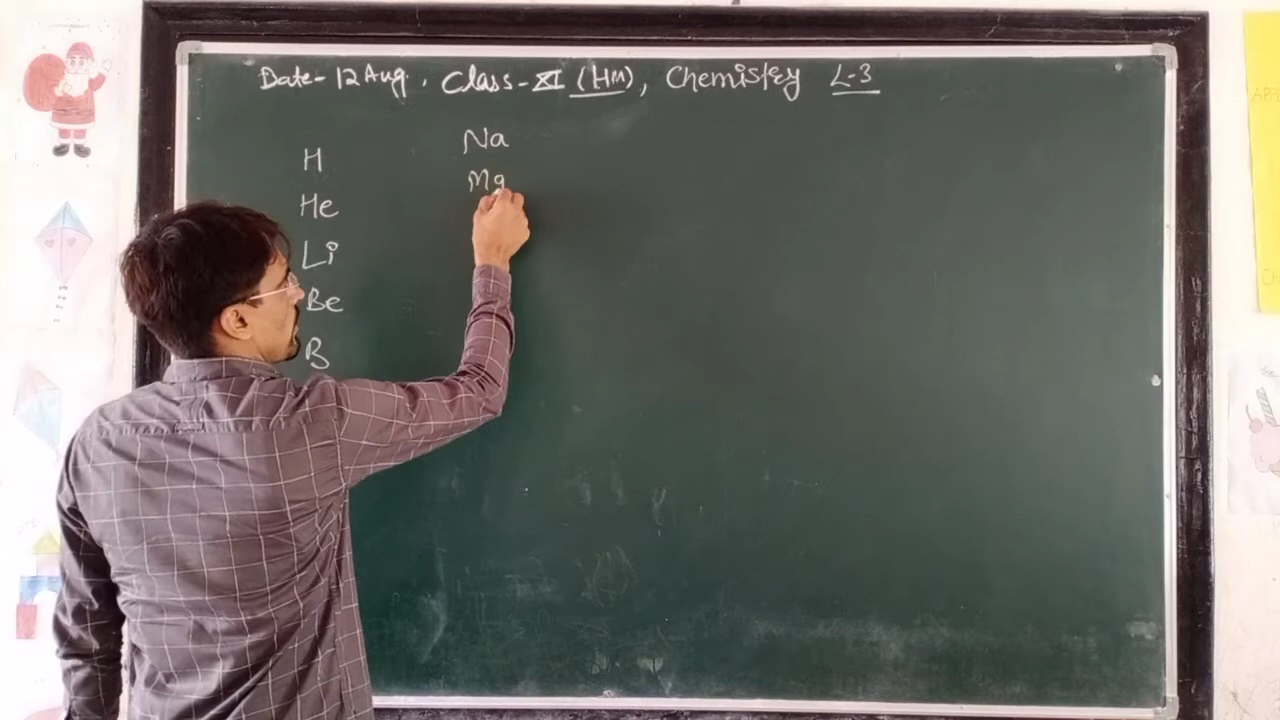 Date- 12 Aug. Class-XI (HM), Chemistry L-3
H
He
Li
Be
B
Na
Mg